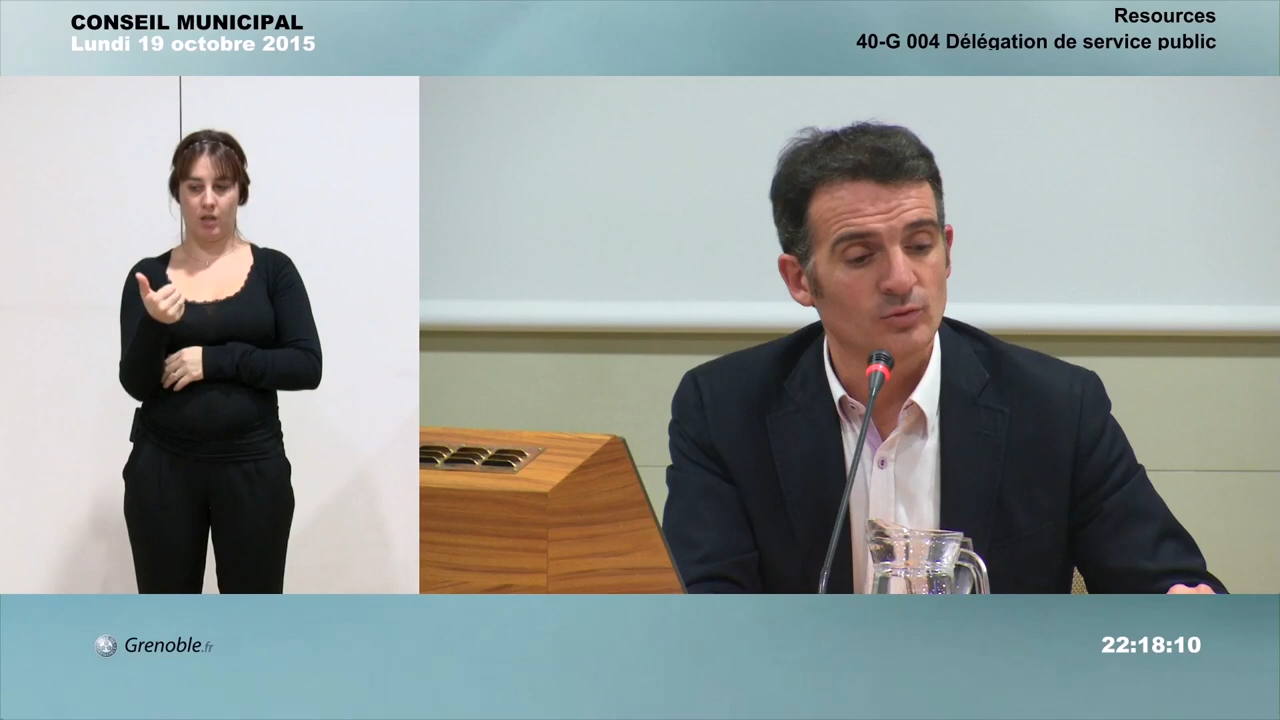 CONSEIL MUNICIPAL
Lundi 19 octobre 2015
Resources
40-G 004 Délégation de service public
Grenoble.fr
22:18:10